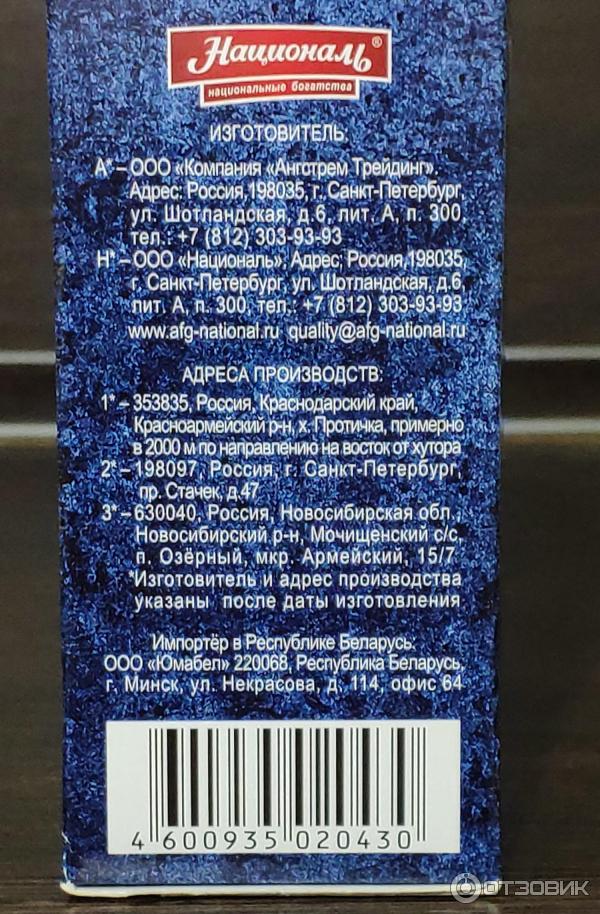 Националь®
национальные богатства
ИЗГОТОВИТЕЛЬ:
А* – ООО «Компания «Ангстрем Трейдинг».
Адрес: Россия,198035, г. Санкт-Петербург,
ул. Шотландская, д.6, лит. А, п. 300,
тел.: +7 (812) 303-93-93
Н* – ООО «Националь», Адрес: Россия,198035,
г. Санкт-Петербург, ул. Шотландская, д.6,
лит. А, п. 300, тел.: +7 (812) 303-93-93
www.afg-national.ru quality@afg-national.ru
АДРЕСА ПРОИЗВОДСТВ:
1* – 353835, Россия, Краснодарский край,
Красноармейский р-н, х. Протичка, примерно
в 2000 м по направлению на восток от хутора
2* – 198097, Россия, г. Санкт-Петербург,
пр. Стачек, д.47
3* – 630040, Россия, Новосибирская обл.,
Новосибирский р-н, Мочищенский с/с,
п. Озёрный, мкр. Армейский, 15/7
*Изготовитель и адрес производства
указаны после даты изготовления
Импортёр в Республике Беларусь:
ООО «Юмабел» 220068, Республика Беларусь,
г. Минск, ул. Некрасова, д. 114, офис 64
4 600935 020430
ОТЗОВИК